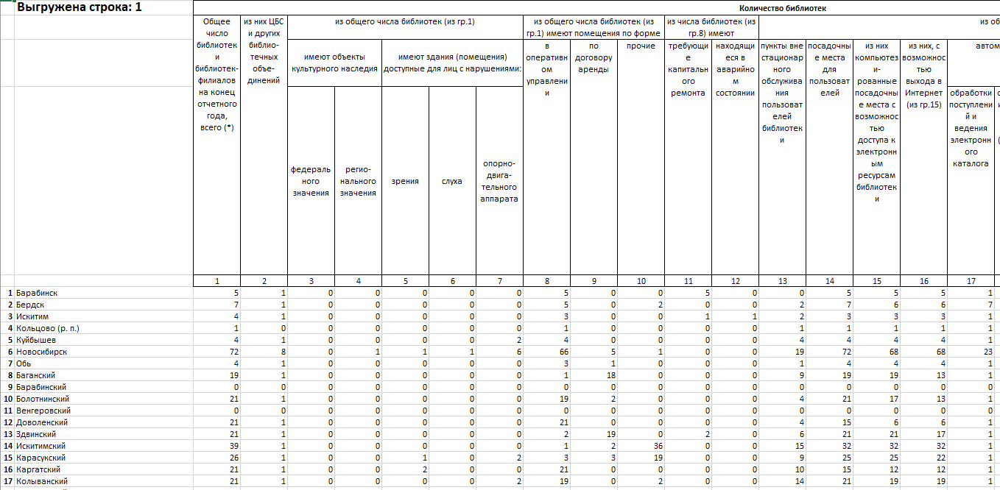 Выгружена строка: 1
Количество библиотек
Общее число библиотек и библиотек-филиалов на конец отчетного года, всего (*)
из них ЦБС и других библио-течных объе-динений
из общего числа библиотек (из гр.1)
из общего числа библиотек (из гр.1) имеют помещения по форме
из числа библиотек (из гр.8) имеют
из об
имеют объекты культурного наследия
имеют здания (помещения) доступные для лиц с нарушениями:
в оперативном управлении
по договору аренды
прочие
требующие капитального ремонта
находящиеся в аварийном состоянии
пункты вне стационарного обслуживания пользователей библиотеки
посадочные места для пользователей
из них компьютези-рованные посадочные места с возможностью доступа к электронным ресурсам библиотеки
из них, с возможностью выхода в Интернет (из гр.15)
автом
обработки поступлений и ведения электронного каталога
федерального значения
регио-нального значения
зрения
слуха
опорно-двига-тельного аппарата
1 2 3 4 5 6 7 8 9 10 11 12 13 14 15 16 17
1 Барабинск 5 1 0 0 0 0 0 5 0 0 5 0 0 5 5 5 1
2 Бердск 7 1 0 0 0 0 0 5 0 2 0 0 2 7 6 6 7
3 Искитим 4 1 0 0 0 0 0 3 0 0 1 1 2 3 3 3 1
4 Кольцово (р. п.) 1 0 0 0 0 0 0 1 0 0 0 0 1 1 1 1 1
5 Куйбышев 4 1 0 0 0 0 2 4 0 0 0 0 4 4 4 4 1
6 Новосибирск 72 8 0 1 1 1 6 66 5 1 0 0 19 72 68 68 23
7 Обь 4 1 0 0 0 0 0 3 1 0 0 0 1 4 4 4 1
8 Баганский 19 1 0 0 0 0 0 1 18 0 0 0 9 19 19 13 1
9 Барабинский 0 0 0 0 0 0 0 0 0 0 0 0 0 0 0 0 0
10 Болотнинский 21 1 0 0 0 0 0 19 2 0 0 0 4 21 17 13 1
11 Венгеровский 0 0 0 0 0 0 0 0 0 0 0 0 0 0 0 0 0
12 Доволенский 21 1 0 0 0 0 0 21 0 0 0 0 4 15 6 6 1
13 Здвинский 21 1 0 0 0 0 0 2 19 0 2 0 6 21 21 17 1
14 Искитимский 39 1 0 0 0 0 0 1 2 36 0 0 15 32 32 32 1
15 Карасукский 26 1 0 0 1 0 2 3 3 19 0 0 9 25 25 22 1
16 Каргатский 21 1 0 0 2 0 0 21 0 0 0 0 10 15 12 12 1
17 Колыванский 21 1 0 0 0 0 2 19 0 2 0 0 14 21 19 19 1